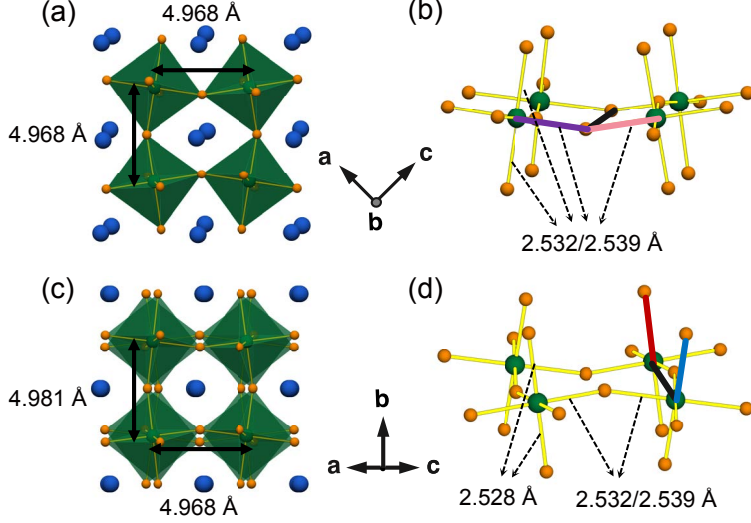 (a)
4.968 Å
4.968 Å
a
c
b
(b)
2.532/2.539 Å
(c)
4.981 Å
4.968 Å
b
a
c
(d)
2.528 Å
2.532/2.539 Å